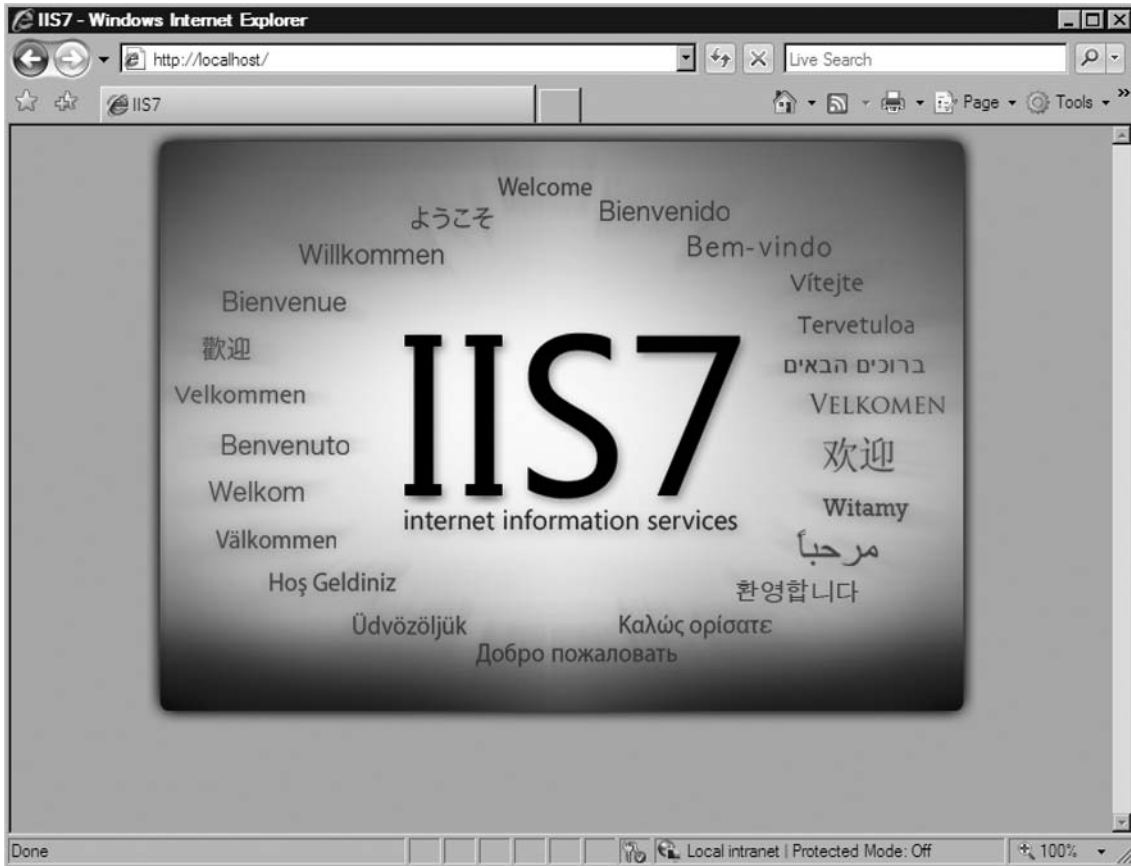 IIS7 - Windows Internet Explorer
http://localhost/
Live Search
IIS7
Page
Tools
Welcome
ようこそ
Bienvenido
Willkommen
Bem-vindo
Bienvenue
Vítejte
歡迎
Tervetuloa
ברוכים הבאים
Velkommen
VELKOMEN
Benvenuto
欢迎
Welkom
Witamy
IIS7
internet information services
Välkommen
مرحباً
Hoş Geldiniz
환영합니다
Üdvözöljük
Καλώς ορίσατε
Добро пожаловать
Done
Local intranet | Protected Mode: Off
100%